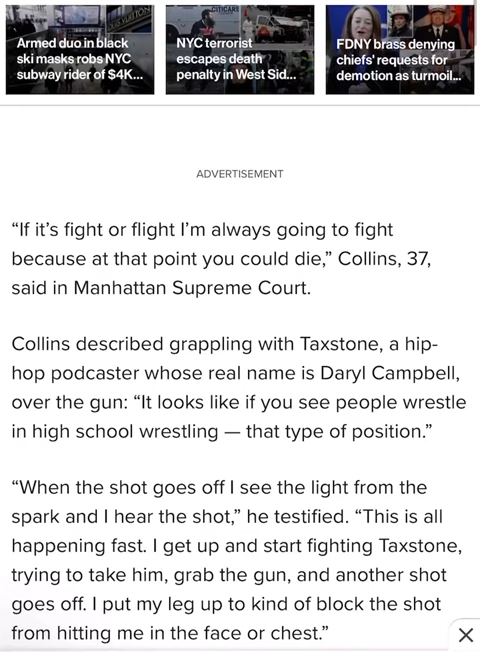 CITICARE
Armed duo in black
ski masks robs NYC
subway rider of $4K...
NYC terrorist
escapes death
penalty in West Sid...
FDNY brass denying
chiefs' requests for
demotion as turmoil...
ADVERTISEMENT
“If it’s fight or flight I’m always going to fight
because at that point you could die,” Collins, 37,
said in Manhattan Supreme Court.
Collins described grappling with Taxstone, a hip-
hop podcaster whose real name is Daryl Campbell,
over the gun: “It looks like if you see people wrestle
in high school wrestling — that type of position.”
“When the shot goes off I see the light from the
spark and I hear the shot,” he testified. “This is all
happening fast. I get up and start fighting Taxstone,
trying to take him, grab the gun, and another shot
goes off. I put my leg up to kind of block the shot
from hitting me in the face or chest.”